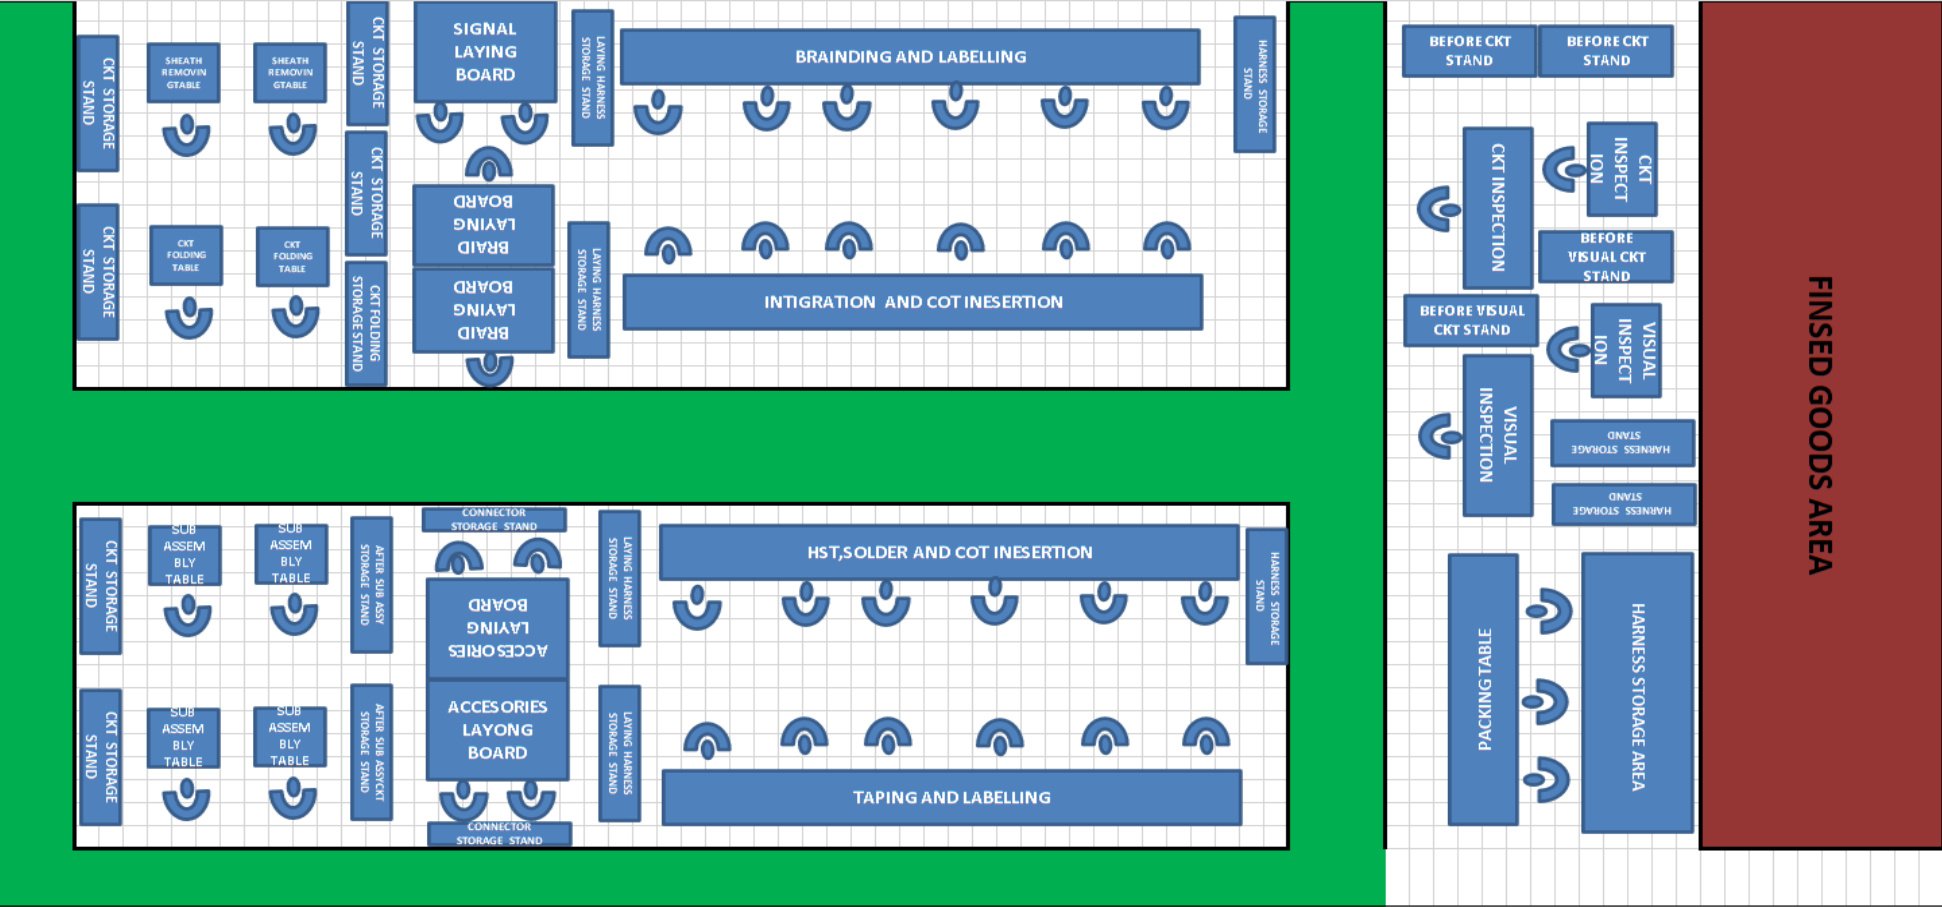 CKT STORAGE
STAND
SHEATH
REMOVIN
GTABLE
SHEATH
REMOVIN
GTABLE
CKT STORAGE
STAND
SIGNAL
LAYING
BOARD
LAYING HARNESS
STORAGE STAND
BRAINDING AND LABELLING
HARNESS STORAGE
STAND
CKT STORAGE
STAND
CKT
FOLDING
TABLE
CKT
FOLDING
TABLE
CKT STORAGE
STAND
CKT FOLDING
STORAGE STAND
BRAID
LAYING
BOARD
BRAID
LAYING
BOARD
LAYING HARNESS
STORAGE STAND
INTIGRATION AND COT INESERTION
CKT STORAGE
STAND
SUB
ASSEM
BLY
TABLE
SUB
ASSEM
BLY
TABLE
AFTER SUB ASSY
STORAGE STAND
CONNECTOR
STORAGE STAND
ACCESORIES
LAYING
BOARD
LAYING HARNESS
STORAGE STAND
HST,SOLDER AND COT INESERTION
HARNESS STORAGE
STAND
CKT STORAGE
STAND
SUB
ASSEM
BLY
TABLE
SUB
ASSEM
BLY
TABLE
AFTER SUB ASSYCKT
STORAGE STAND
ACCESORIES
LAYONG
BOARD
CONNECTOR
STORAGE STAND
LAYING HARNESS
STORAGE STAND
TAPING AND LABELLING
BEFORE CKT
STAND
BEFORE CKT
STAND
CKT INSPECTION
CKT
INSPECT
ION
BEFORE
VISUAL CKT
STAND
BEFORE VISUAL
CKT STAND
VISUAL
INSPECT
ION
VISUAL
INSPECTION
HARNESS STORAGE
STAND
HARNESS STORAGE
STAND
PACKING TABLE
HARNESS STORAGE AREA
FINSED GOODS AREA